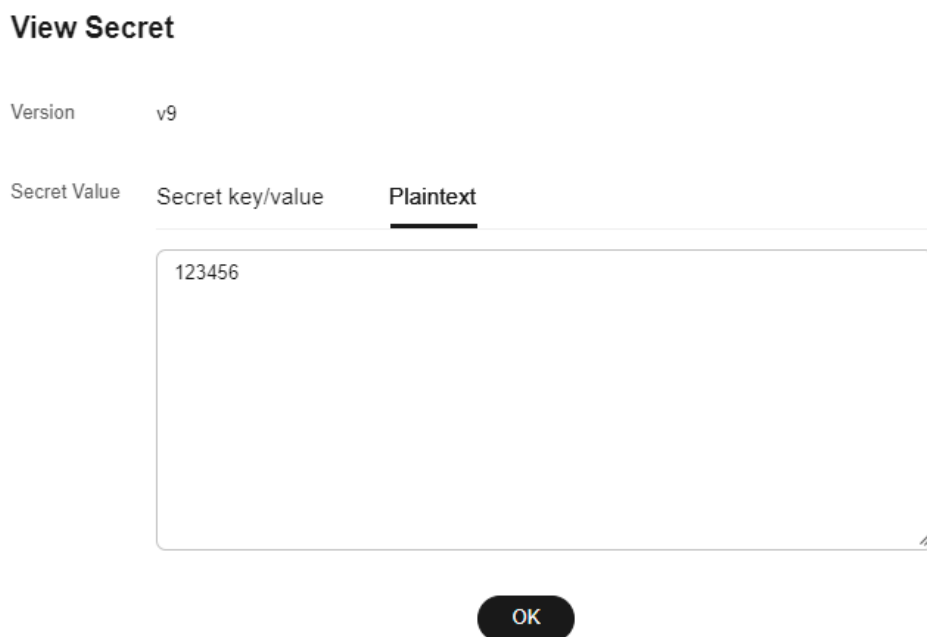 View Secret
Version v9
Secret Value Secret key/value Plaintext
123456
OK